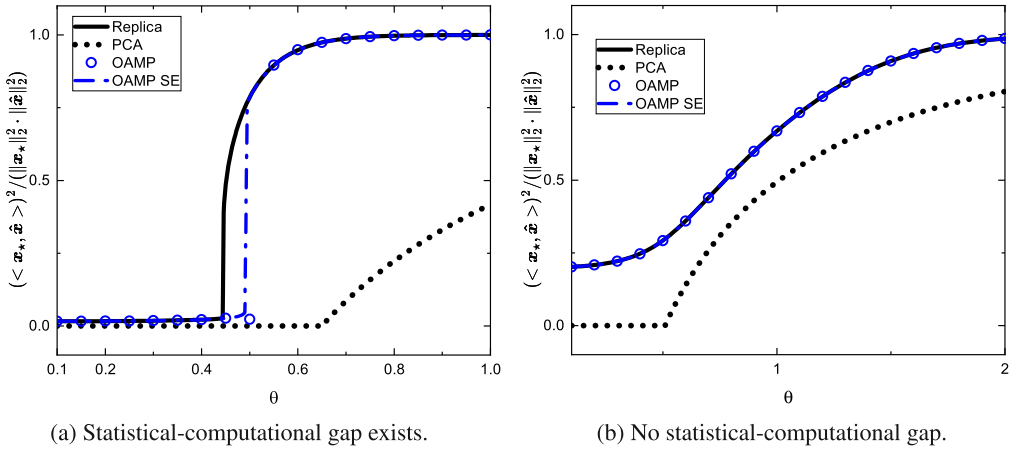 Replica
PCA
OAMP
OAMP SE
(< x⋆, x̂ >)²/(‖x⋆‖₂² · ‖x̂‖₂²)
1.0
0.5
0.0
0.1 0.2 0.4 0.6 0.8 1.0
θ
(a) Statistical-computational gap exists.
Replica
PCA
OAMP
OAMP SE
(< x⋆, x̂ >)²/(‖x⋆‖₂² · ‖x̂‖₂²)
1.0
0.5
0.0
1 2
θ
(b) No statistical-computational gap.